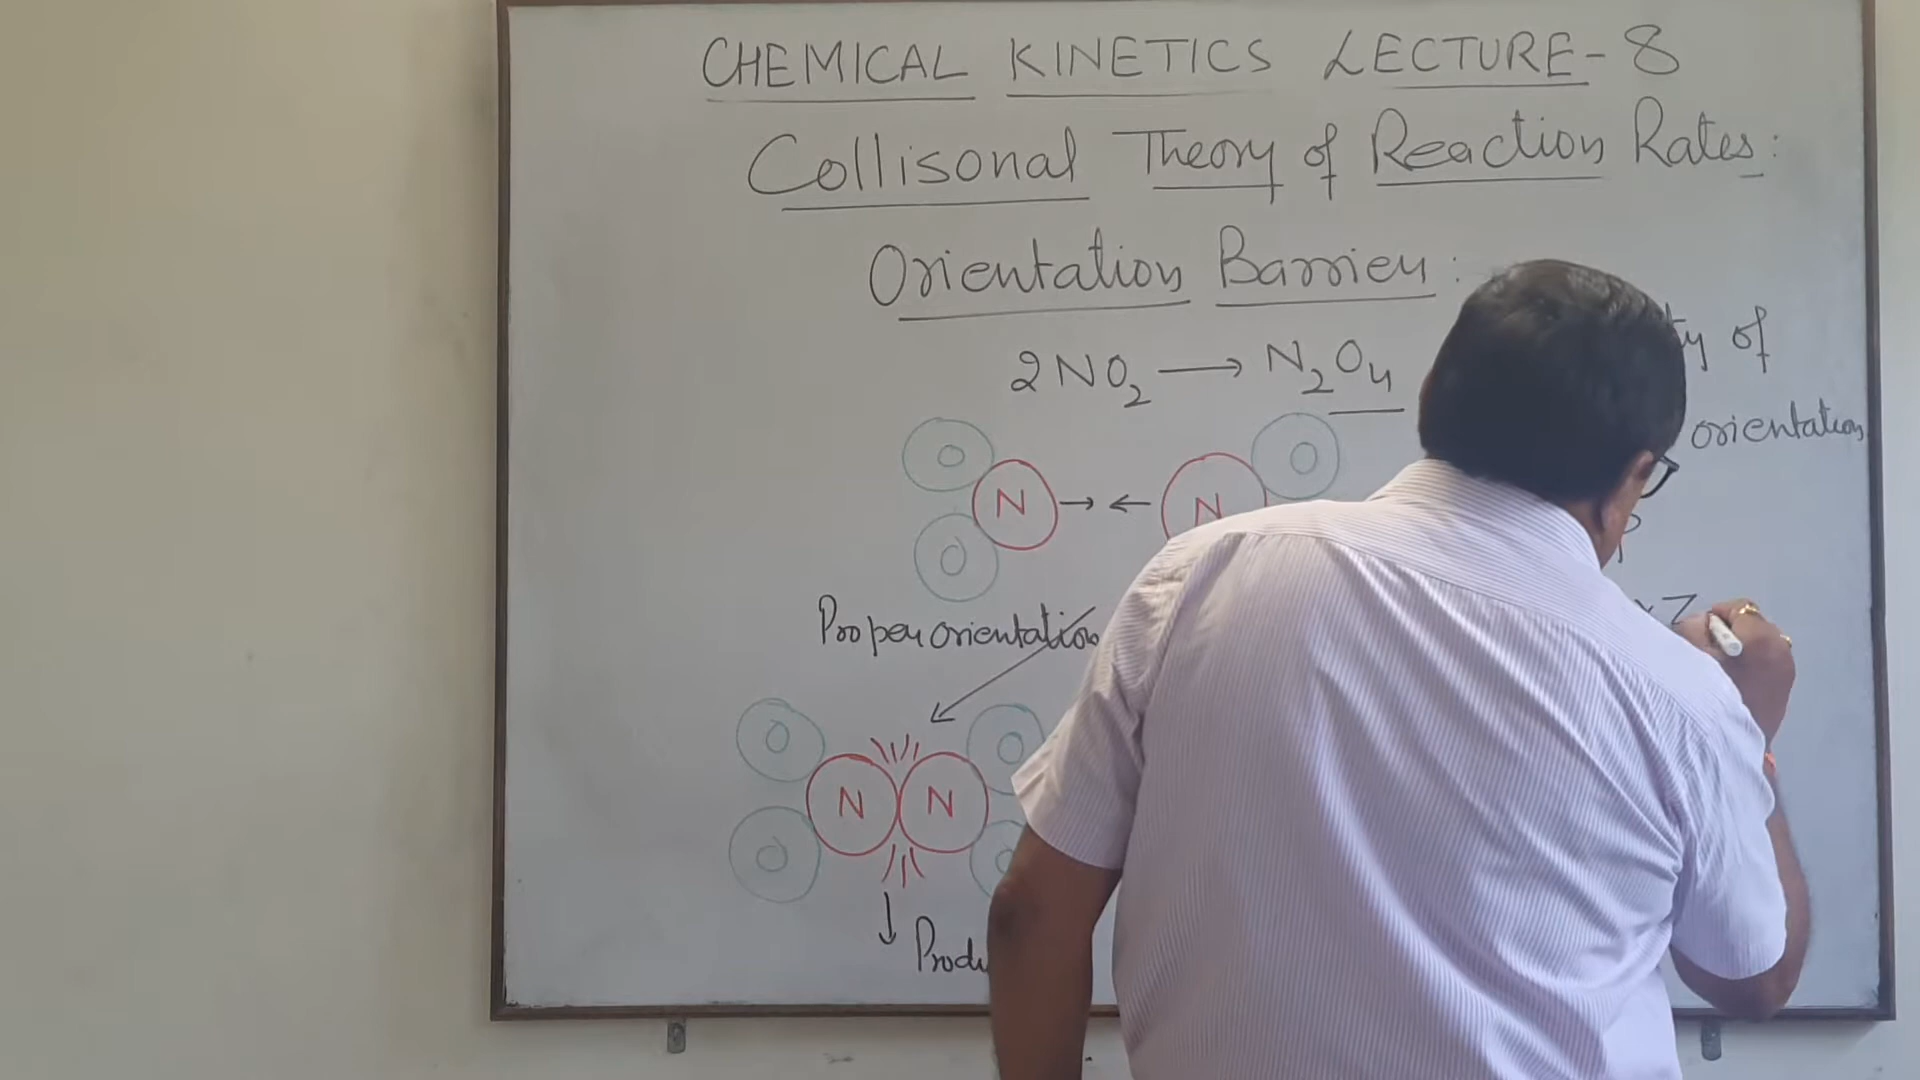 CHEMICAL KINETICS LECTURE-8
Collisonal Theory of Reaction Rates:
Orientation Barrier:
2NO₂ ⟶ N₂O₄
of
orientation
O O
N → ← N
O
P
Proper orientation
× Z
O O
N N
O O
↓